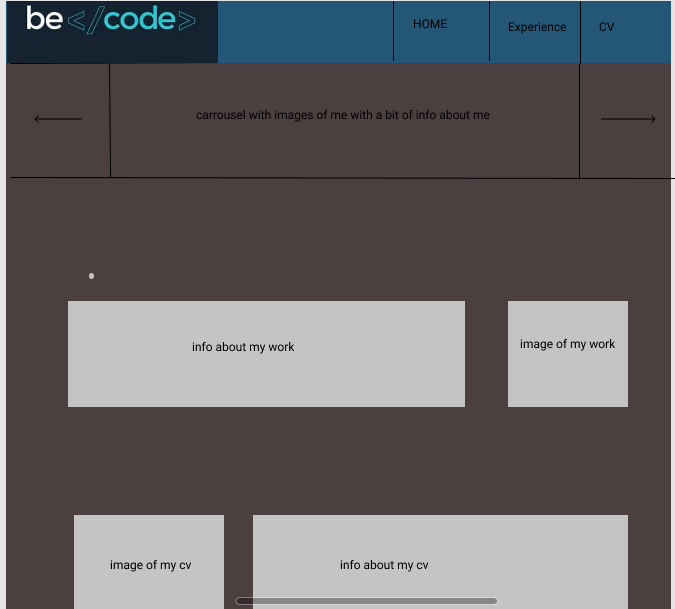 be </code>
HOME
Experience
CV
carrousel with images of me with a bit of info about me
info about my work
image of my work
image of my cv
info about my cv